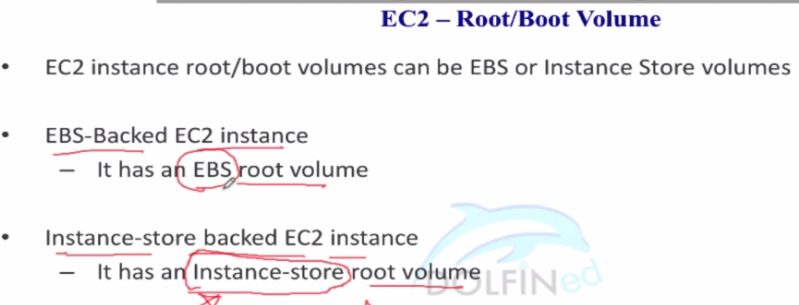 EC2 – Root/Boot Volume
• EC2 instance root/boot volumes can be EBS or Instance Store volumes
• EBS-Backed EC2 instance
– It has an EBS root volume
• Instance-store backed EC2 instance
– It has an Instance-store root volume
DOLFINed